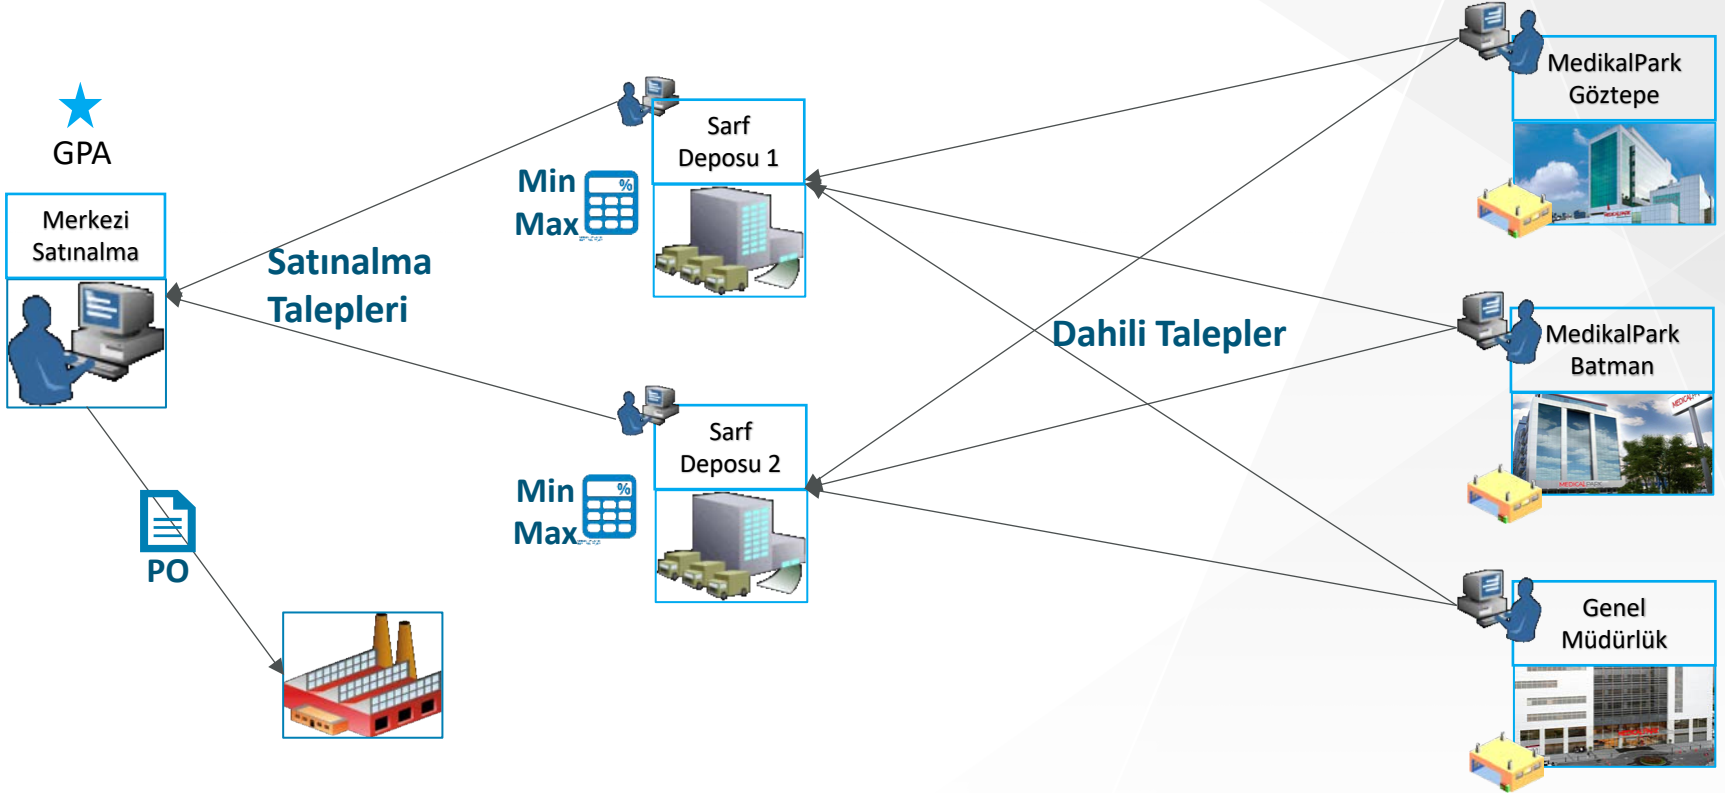 GPA
Merkezi
Satınalma
Satınalma
Talepleri
PO
Sarf
Deposu 1
Min
Max
%
Sarf
Deposu 2
Min
Max
%
Dahili Talepler
MedikalPark
Göztepe
MedikalPark
Batman
MEDICALPARK
Genel
Müdürlük